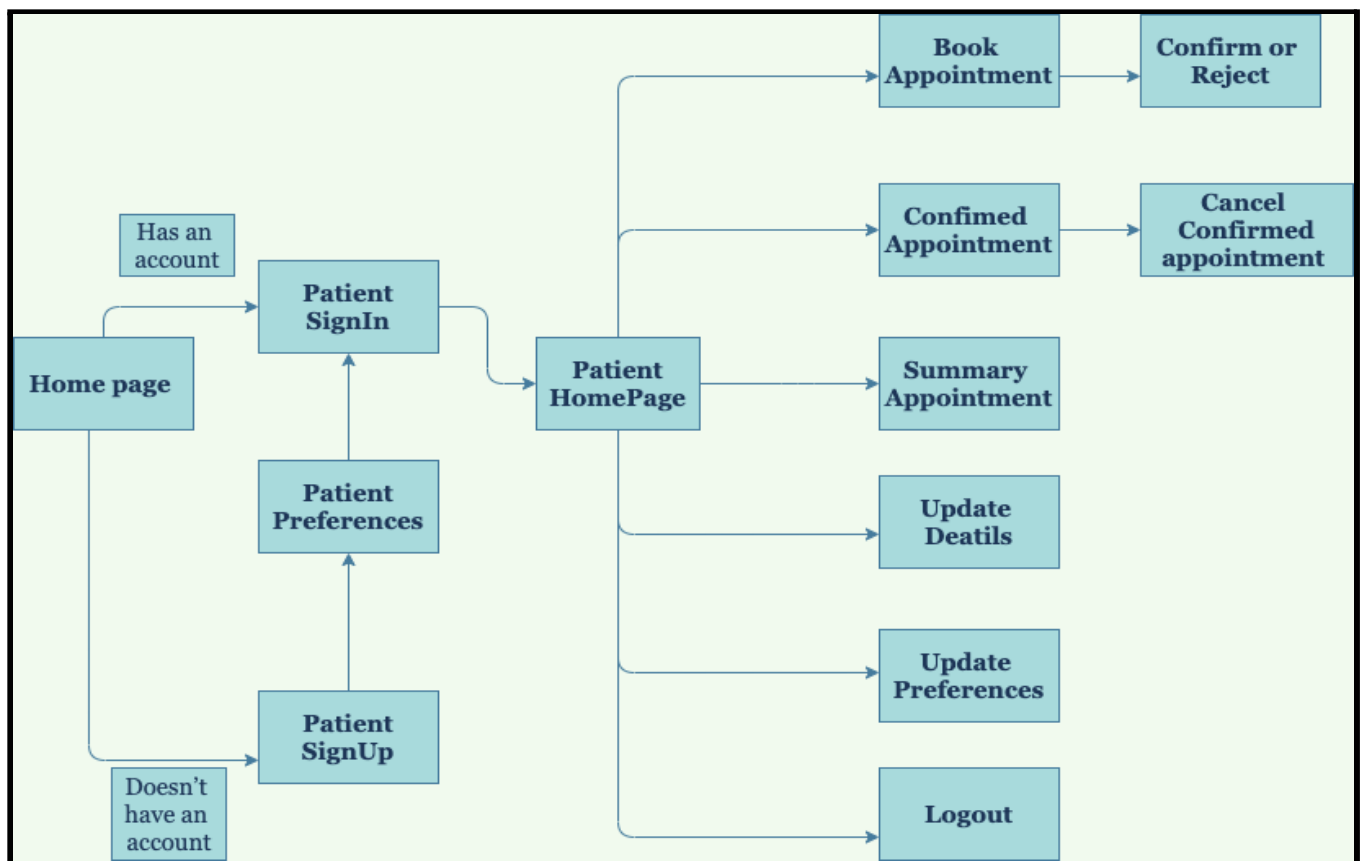 Book
Appointment
Confirm or
Reject
Has an
account
Confimed
Appointment
Cancel
Confirmed
appointment
Patient
SignIn
Home page
Patient
HomePage
Summary
Appointment
Patient
Preferences
Update
Deatils
Update
Preferences
Patient
SignUp
Doesn't
have an
account
Logout